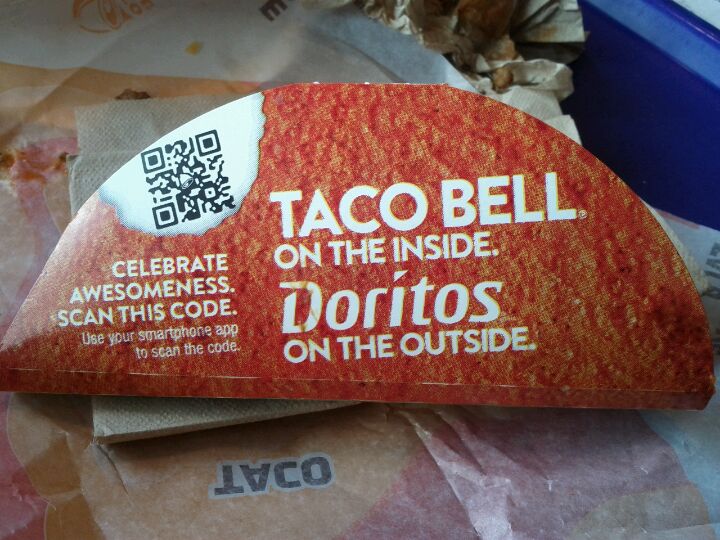 TACO BELL®
ON THE INSIDE.
Doritos
ON THE OUTSIDE.
CELEBRATE
AWESOMENESS.
SCAN THIS CODE.
Use your smartphone app
to scan the code.
TACO